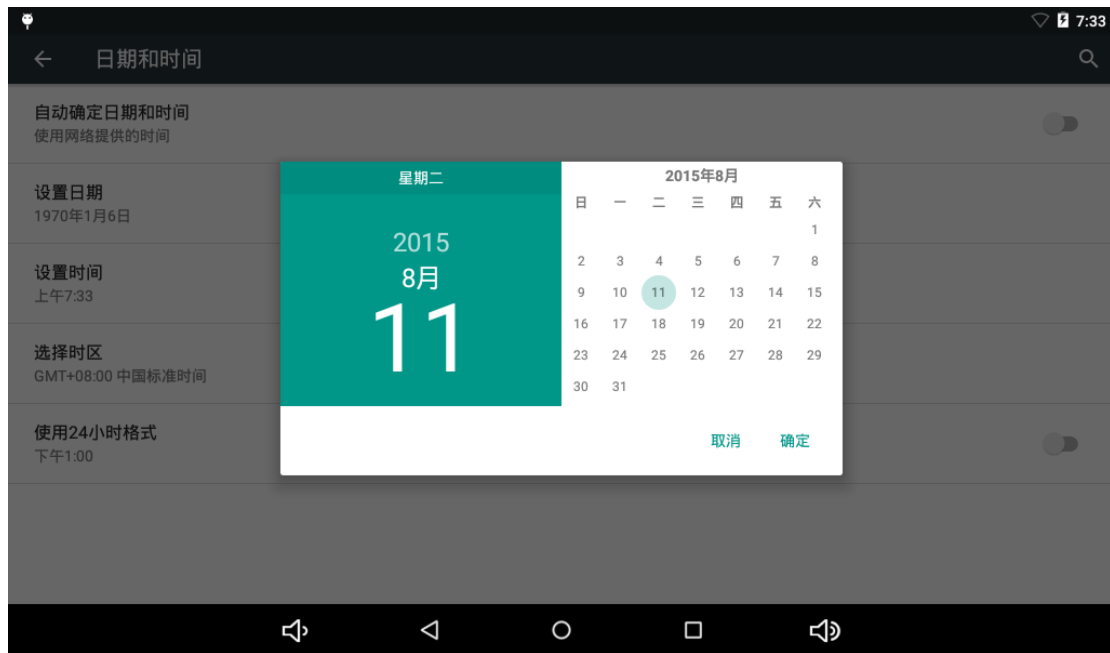 7:33
日期和时间
自动确定日期和时间
使用网络提供的时间
设置日期
1970年1月6日
设置时间
上午7:33
选择时区
GMT+08:00 中国标准时间
使用24小时格式
下午1:00
星期二
2015
8月
11
2015年8月
日 一 二 三 四 五 六
1
2 3 4 5 6 7 8
9 10 11 12 13 14 15
16 17 18 19 20 21 22
23 24 25 26 27 28 29
30 31
取消 确定